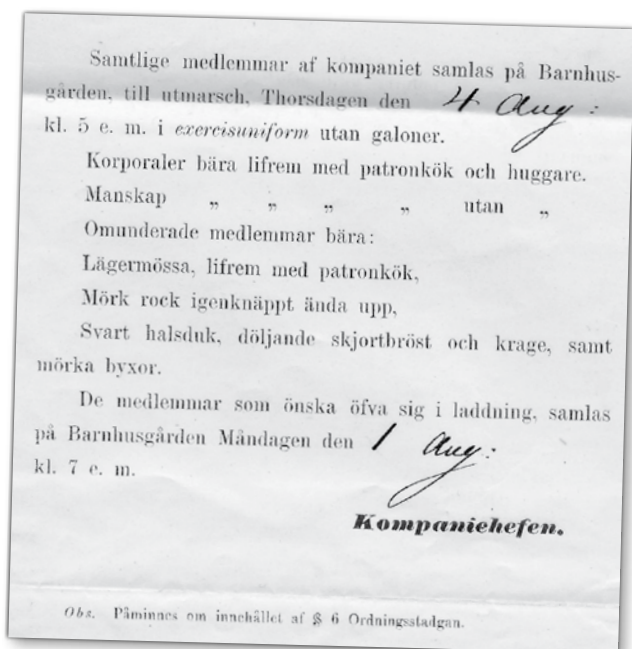 Samtlige medlemmar af kompaniet samlas på Barnhus-
gården, till utmarsch, Thorsdagen den 4 Aug:
kl. 5 e. m. i exercisuniform utan galoner.
Korporaler bära lifrem med patronkök och huggare.
Manskap „ „ „ „ utan „
Omunderade medlemmar bära:
Lägermössa, lifrem med patronkök,
Mörk rock igenknäppt ända upp,
Svart halsduk, döljande skjortbröst och krage, samt
mörka byxor.
De medlemmar som önska öfva sig i laddning, samlas
på Barnhusgården Måndagen den 1 Aug:
kl. 7 e. m.
Kompanichefen.
Obs. Påminnes om innehållet af § 6 Ordningsstadgan.